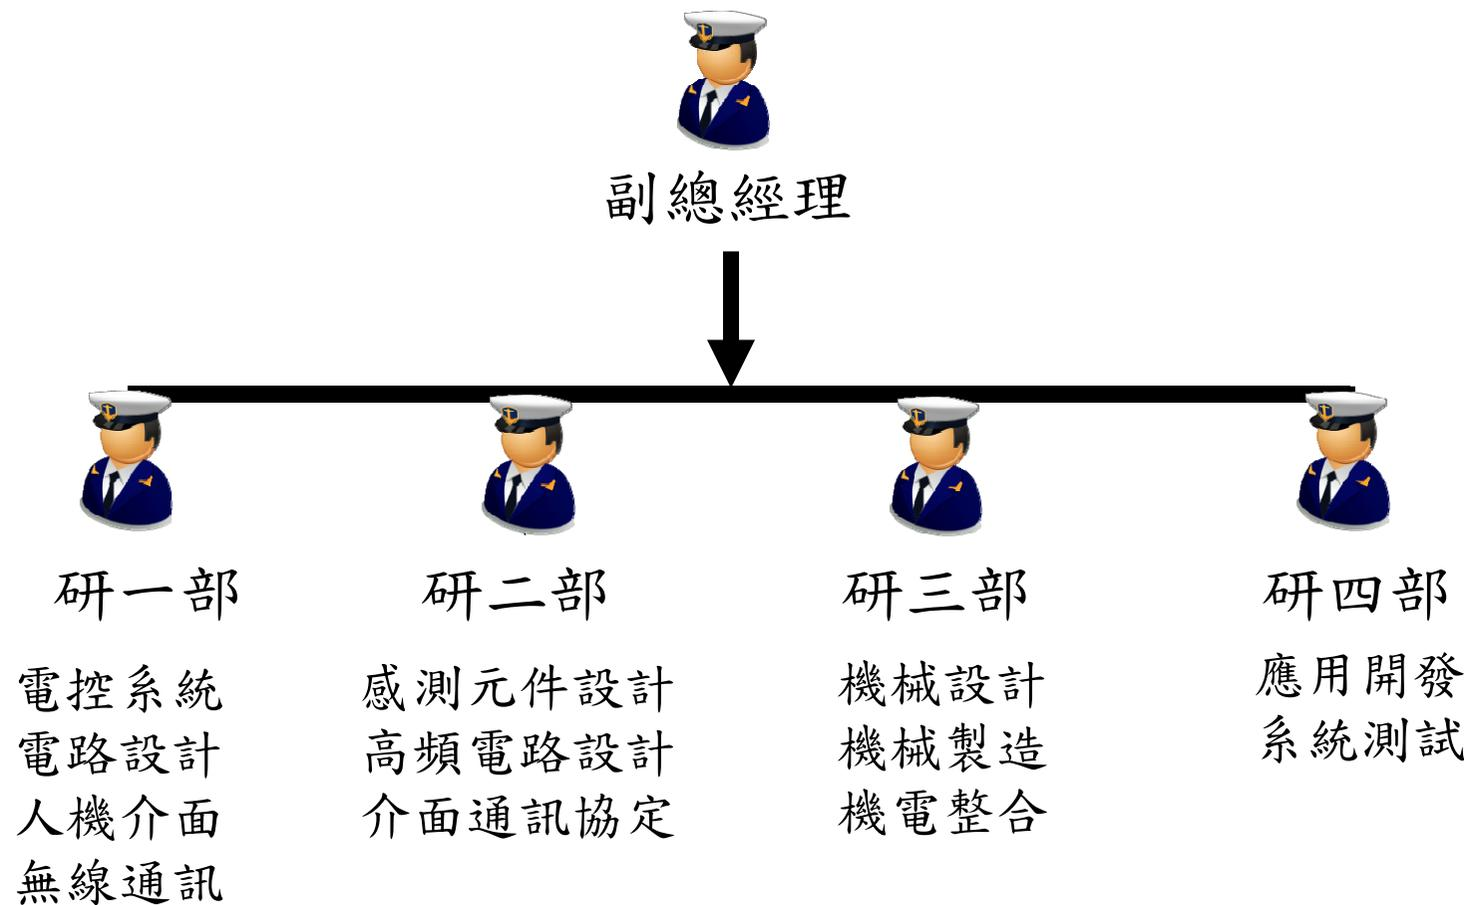 副總經理
研一部
電控系統
電路設計
人機介面
無線通訊
研二部
感測元件設計
高頻電路設計
介面通訊協定
研三部
機械設計
機械製造
機電整合
研四部
應用開發
系統測試